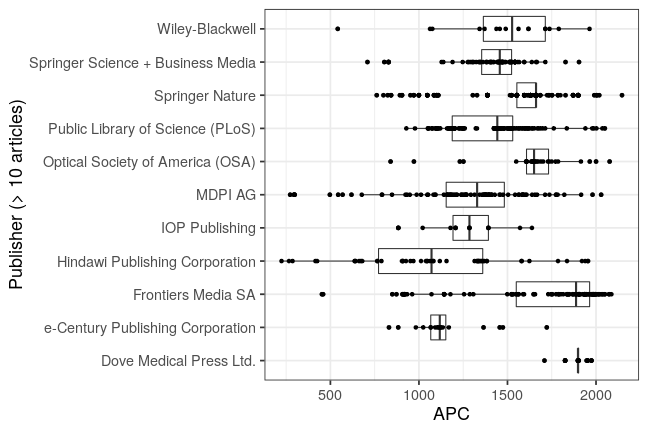 Publisher (> 10 articles)
Wiley-Blackwell
Springer Science + Business Media
Springer Nature
Public Library of Science (PLoS)
Optical Society of America (OSA)
MDPI AG
IOP Publishing
Hindawi Publishing Corporation
Frontiers Media SA
e-Century Publishing Corporation
Dove Medical Press Ltd.
500 1000 1500 2000
APC